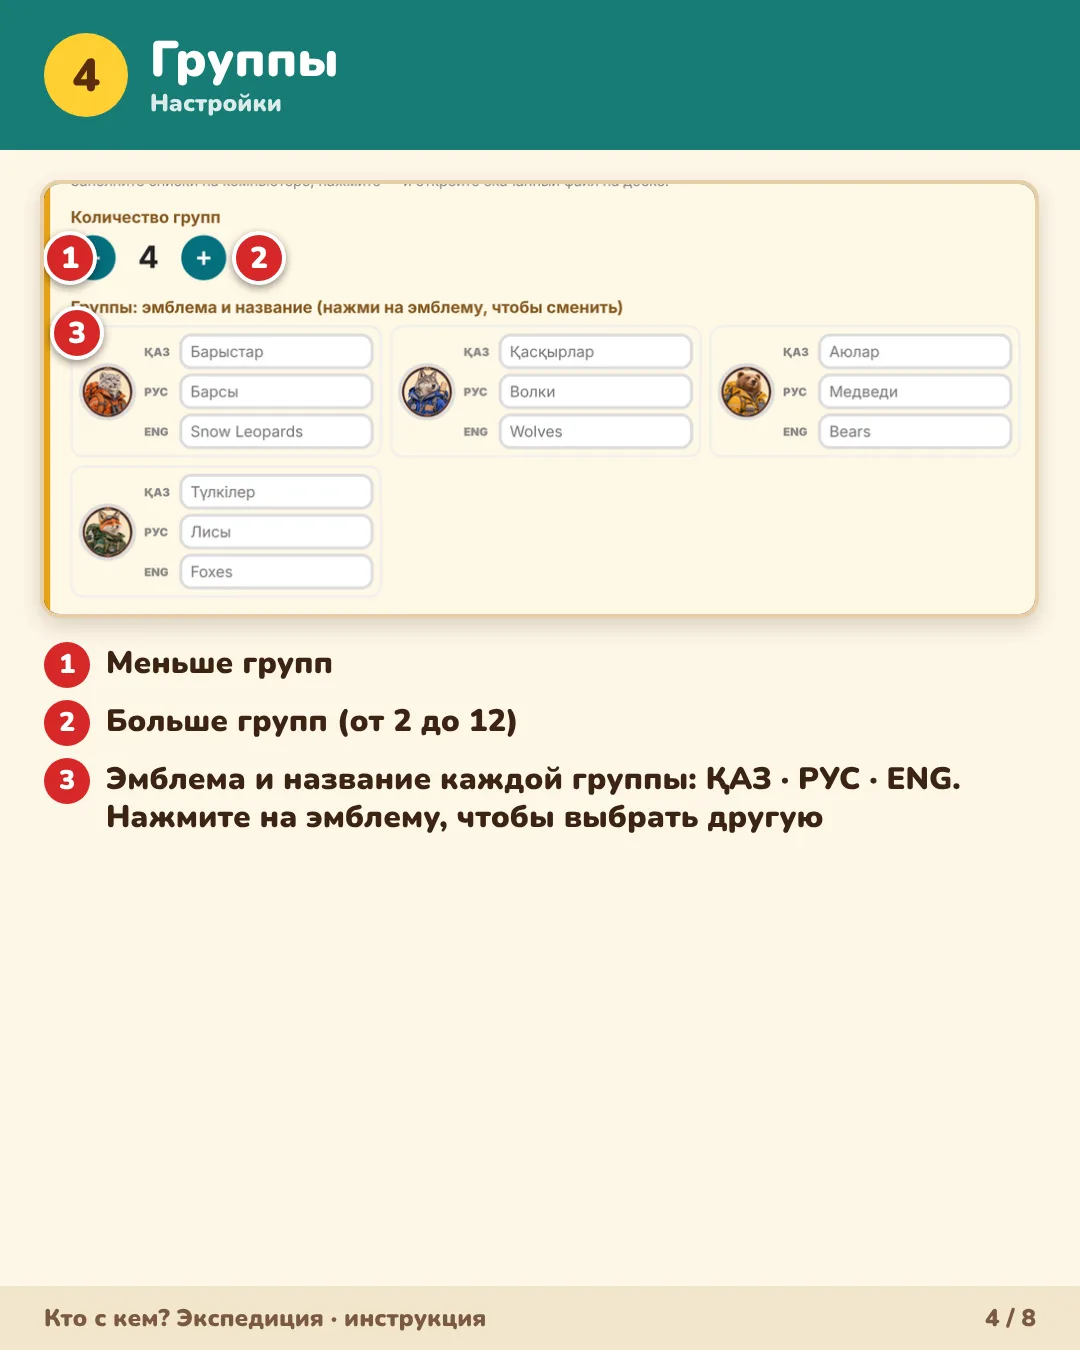 4
Группы
Настройки
Количество групп
1 4 + 2
Группы: эмблема и название (нажми на эмблему, чтобы сменить)
3
ҚАЗ Барыстар ҚАЗ Қасқырлар ҚАЗ Аюлар
РУС Барсы РУС Волки РУС Медведи
ENG Snow Leopards ENG Wolves ENG Bears
ҚАЗ Түлкілер
РУС Лисы
ENG Foxes
1 Меньше групп
2 Больше групп (от 2 до 12)
3 Эмблема и название каждой группы: ҚАЗ · РУС · ENG.
Нажмите на эмблему, чтобы выбрать другую
Кто с кем? Экспедиция · инструкция 4 / 8